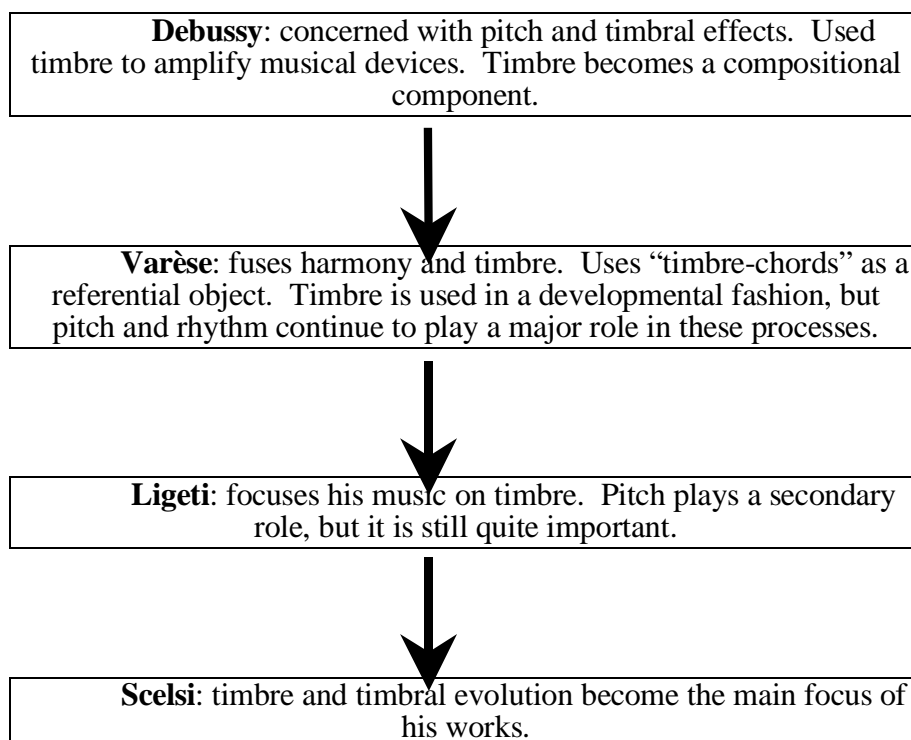 Debussy: concerned with pitch and timbral effects.  Used
timbre to amplify musical devices.  Timbre becomes a compositional
component.
Varèse: fuses harmony and timbre.  Uses “timbre-chords” as a
referential object.  Timbre is used in a developmental fashion, but
pitch and rhythm continue to play a major role in these processes.
Ligeti: focuses his music on timbre.  Pitch plays a secondary
role, but it is still quite important.
Scelsi: timbre and timbral evolution become the main focus of
his works.